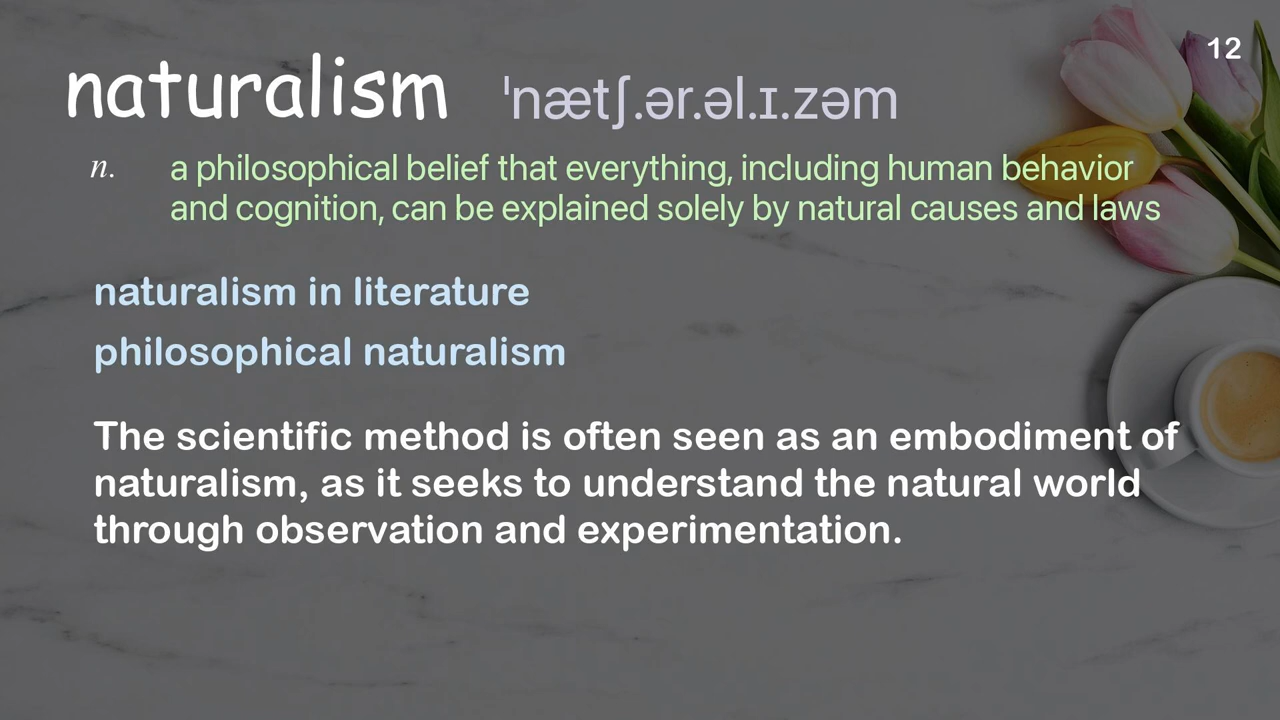 12
naturalism ˈnætʃ.ər.əl.ɪ.zəm
n. a philosophical belief that everything, including human behavior
and cognition, can be explained solely by natural causes and laws
naturalism in literature
philosophical naturalism
The scientific method is often seen as an embodiment of
naturalism, as it seeks to understand the natural world
through observation and experimentation.